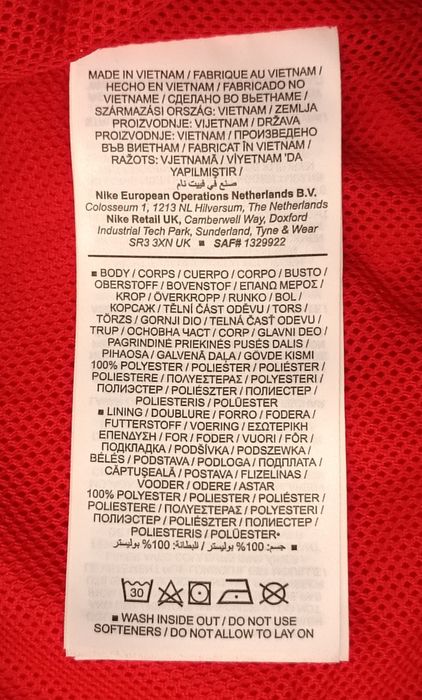 MADE IN VIETNAM / FABRIQUE AU VIETNAM /
HECHO EN VIETNAM / FABRICADO NO
VIETNAME / СДЕЛАНО ВО ВЬЕТНАМЕ /
SZÁRMAZÁSI ORSZÁG: VIETNAM / ZEMLJA
PROIZVODNJE: VIJETNAM / DRŽAVA
PROIZVODNJE: VIETNAM / ПРОИЗВЕДЕНО
ВЪВ ВИЕТНАМ / FABRICAT ÎN VIETNAM /
RAŽOTS: VJETNAMĀ / VİYETNAM 'DA
YAPILMIŞTIR /
صنع في فييت نام
Nike European Operations Netherlands B.V.
Colosseum 1, 1213 NL Hilversum, The Netherlands
Nike Retail UK, Camberwell Way, Doxford
Industrial Tech Park, Sunderland, Tyne & Wear
SR3 3XN UK ■ SAF# 1329922
■ BODY / CORPS / CUERPO / CORPO / BUSTO /
OBERSTOFF / BOVENSTOF / ΕΠΑΝΩ ΜΕΡΟΣ /
KROP / ÖVERKROPP / RUNKO / BOL /
КОРСАЖ / TĚLNÍ ČÁST ODĚVU / TORS /
TÖRZS / GORNJI DIO / TELNÁ ČASŤ ODEVU /
TRUP / ОСНОВНА ЧАСТ / CORP / GLAVNI DEO /
PAGRINDINĖ PRIEKINĖS PUSĖS DALIS /
PIHAOSA / GALVENĀ DAĻA / GÖVDE KISMI
100% POLYESTER / POLIESTER / POLIÉSTER /
POLIESTERE / ΠΟΛΥΕΣΤΕΡΑΣ / POLYESTERI /
ПОЛИЭСТЕР / POLIÉSZTER / ПОЛИЕСТЕР /
POLIESTERIS / POLÜESTER
■ LINING / DOUBLURE / FORRO / FODERA /
FUTTERSTOFF / VOERING / ΕΣΩΤΕΡΙΚΗ
ΕΠΕΝΔΥΣΗ / FOR / FODER / VUORI / FÔR /
ПОДКЛАДКА / PODŠÍVKA / PODSZEWKA /
BÉLÉS / PODSTAVA / PODLOGA / ПОДПЛАТА /
CĂPTUȘEALĂ / POSTAVA / FLIZELINAS /
VOODER / ODERE / ASTAR
100% POLYESTER / POLIESTER / POLIÉSTER /
POLIESTERE / ΠΟΛΥΕΣΤΕΡΑΣ / POLYESTERI /
ПОЛИЭСТЕР / POLIÉSZTER / ПОЛИЕСТЕР /
POLIESTERIS / POLÜESTER•
■ جسم: 100% بوليستر / للبطانة: 100% بوليستر
30
■ WASH INSIDE OUT / DO NOT USE
SOFTENERS / DO NOT ALLOW TO LAY ON